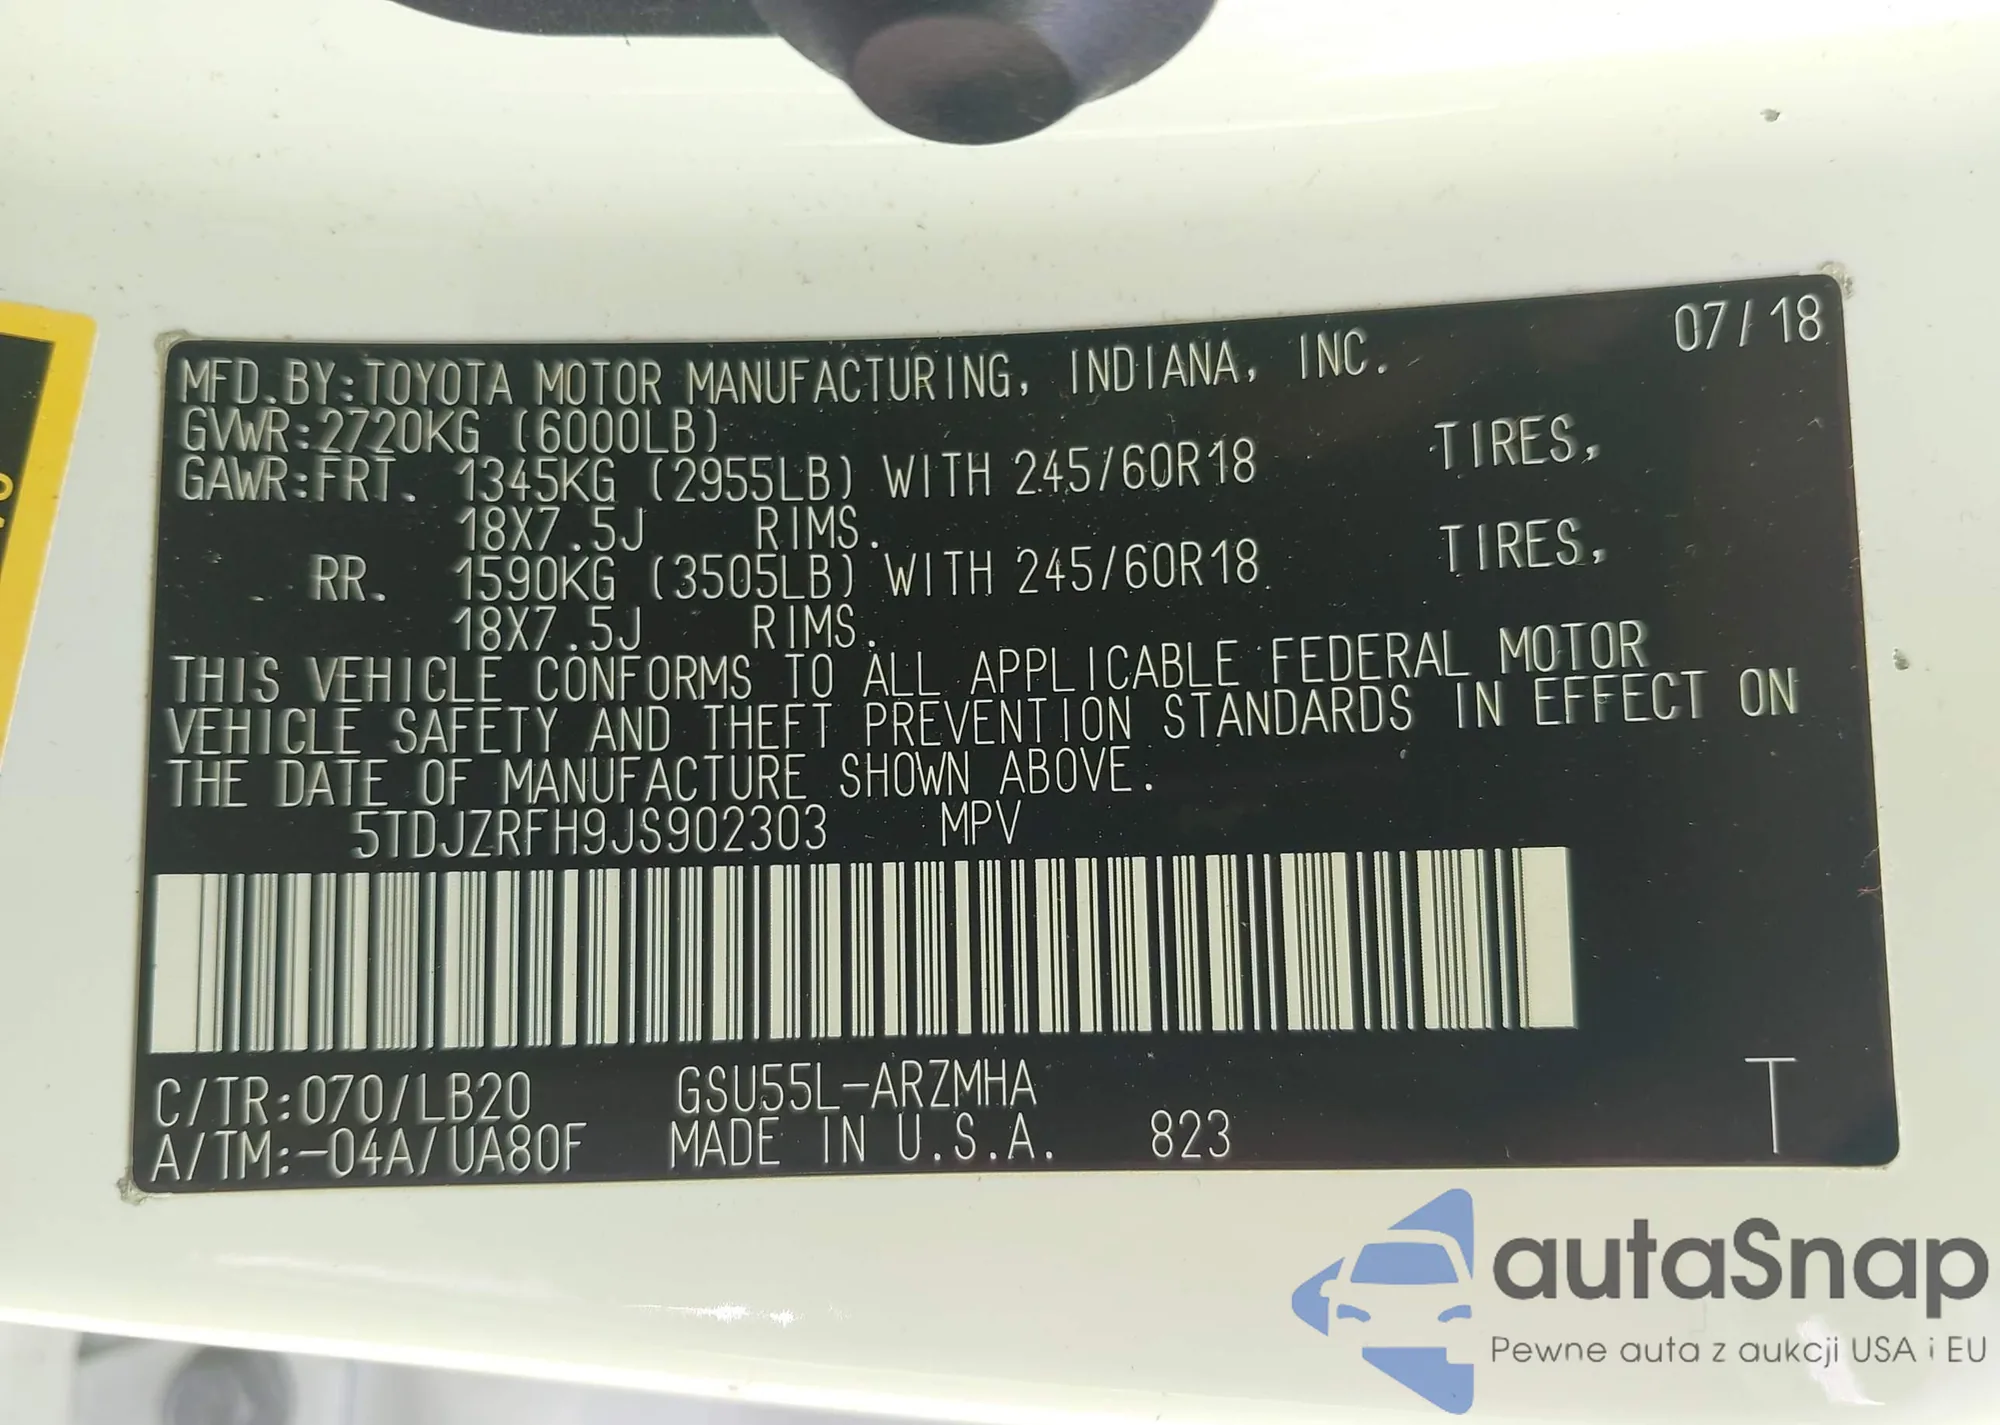 07/18
MFD.BY:TOYOTA MOTOR MANUFACTURING, INDIANA, INC.
GVWR:2720KG (6000LB)
GAWR:FRT. 1345KG (2955LB) WITH 245/60R18 TIRES,
18X7.5J RIMS.
RR. 1590KG (3505LB) WITH 245/60R18 TIRES,
18X7.5J RIMS.
THIS VEHICLE CONFORMS TO ALL APPLICABLE FEDERAL MOTOR
VEHICLE SAFETY AND THEFT PREVENTION STANDARDS IN EFFECT ON
THE DATE OF MANUFACTURE SHOWN ABOVE.
5TDJZRFH9JS902303 MPV
C/TR:070/LB20 GSU55L-ARZMHA
A/TM:-04A/UA80F MADE IN U.S.A. 823 T
autaSnap
Pewne auta z aukcji USA i EU